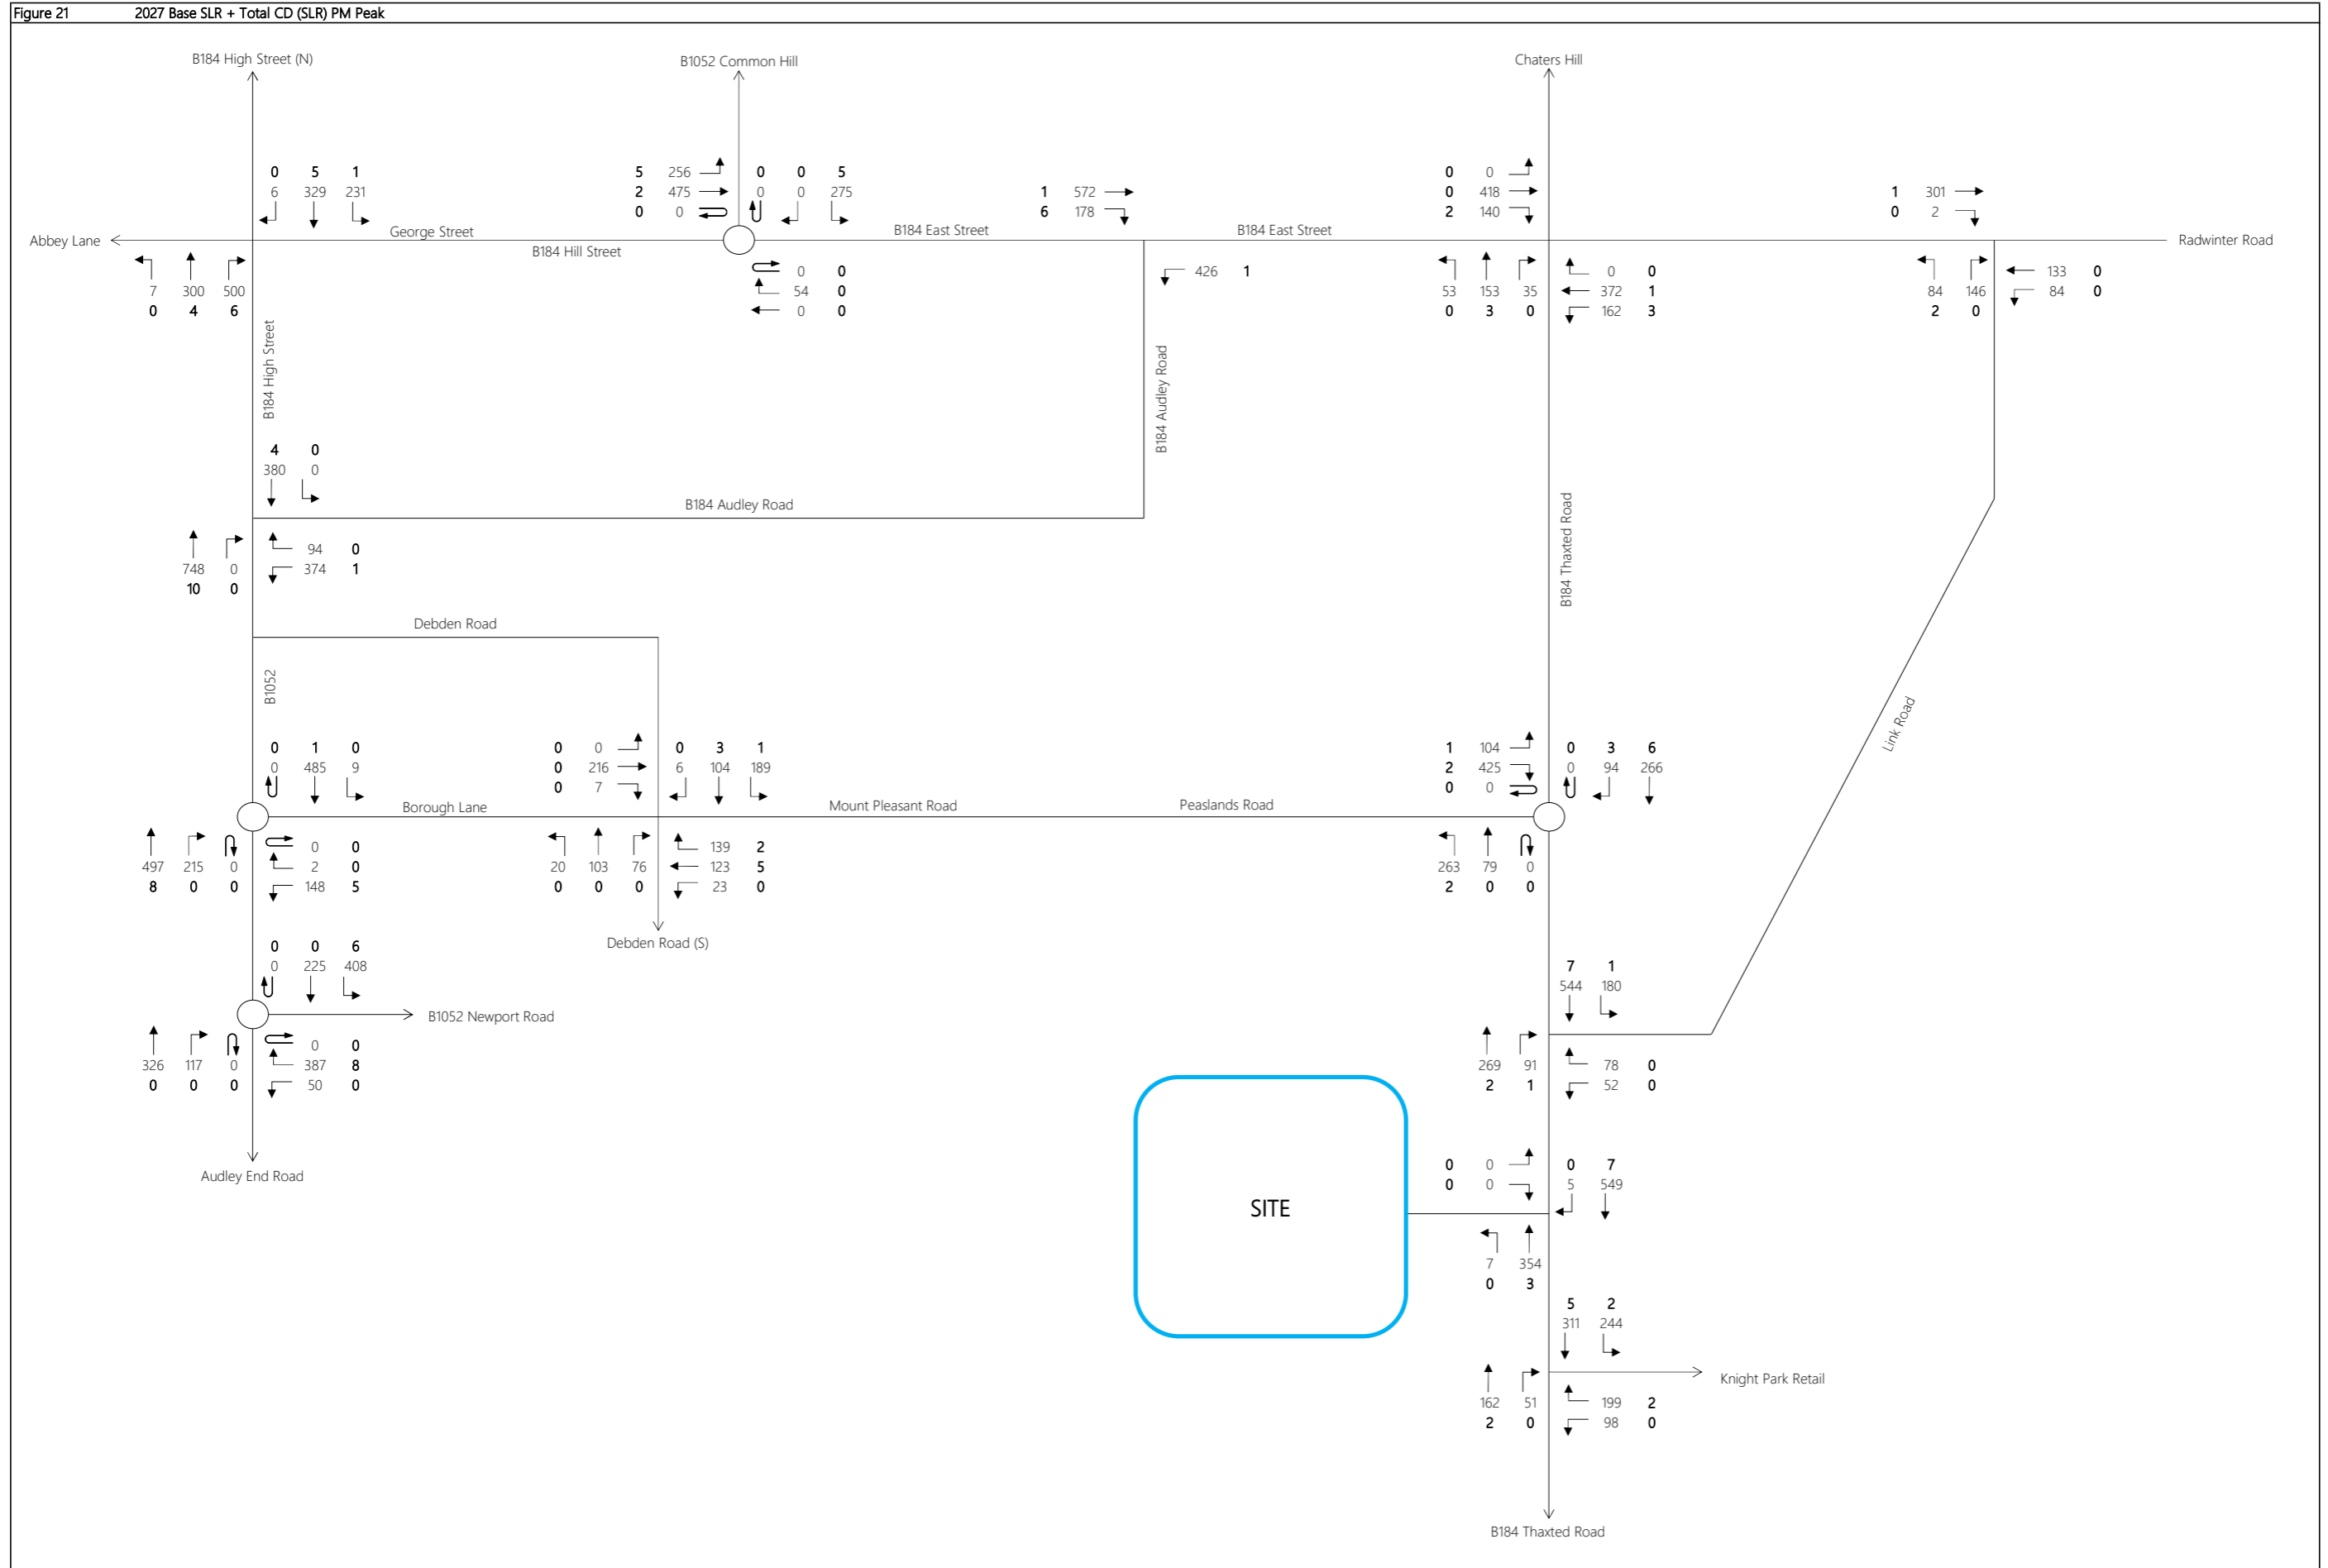 Figure 21 2027 Base SLR + Total CD (SLR) PM Peak
B184 High Street (N)
B1052 Common Hill
Chaters Hill
0 5 1
6 329 231
5 256
2 475
0 0
0 0 5
0 0 275
1 572
6 178
0 0
0 418
2 140
1 301
0 2
Abbey Lane
George Street
B184 Hill Street
B184 East Street
B184 East Street
Radwinter Road
7 300 500
0 4 6
0 0
54 0
0 0
426 1
53 153 35
0 3 0
0 0
372 1
162 3
84 146
2 0
133 0
84 0
B184 High Street
B184 Audley Road
4 0
380 0
B184 Audley Road
B184 Thaxted Road
748 0
10 0
94 0
374 1
Debden Road
B1052
Link Road
0 1 0
0 485 9
0 0
0 216
0 7
0 3 1
6 104 189
1 104
2 425
0 0
0 3 6
0 94 266
Borough Lane
Mount Pleasant Road
Peaslands Road
497 215 0
8 0 0
0 0
2 0
148 5
20 103 76
0 0 0
139 2
123 5
23 0
263 79 0
2 0 0
Debden Road (S)
0 0 6
0 225 408
7 1
544 180
B1052 Newport Road
326 117 0
0 0 0
0 0
387 8
50 0
269 91
2 1
78 0
52 0
Audley End Road
SITE
0 0
0 0
0 7
5 549
7 354
0 3
5 2
311 244
Knight Park Retail
162 51
2 0
199 2
98 0
B184 Thaxted Road